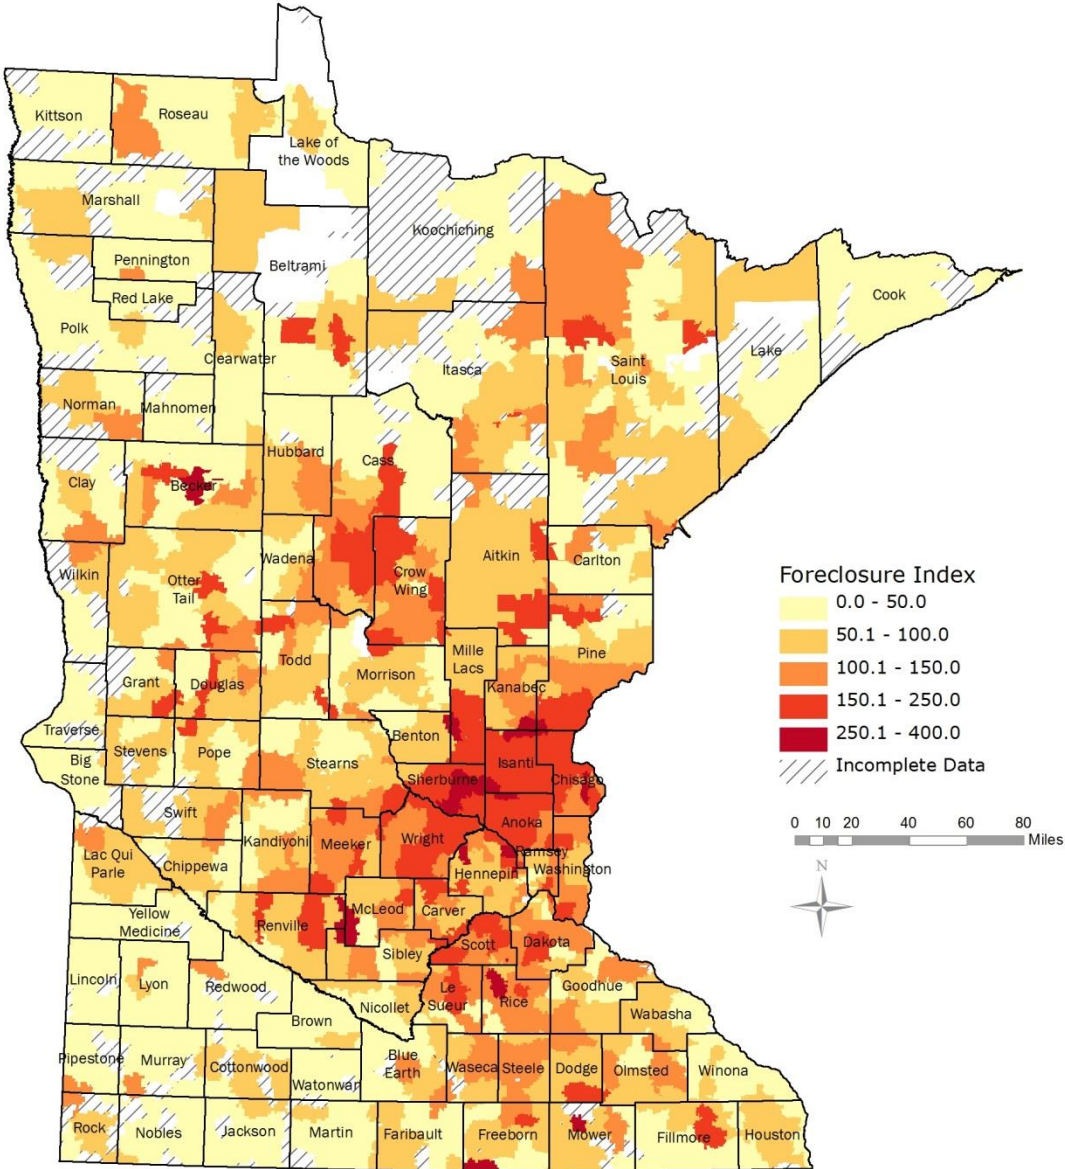 Kittson
Roseau
Lake of
the Woods
Marshall
Koochiching
Pennington
Beltrami
Red Lake
Cook
Polk
Lake
Clearwater
Saint
Louis
Itasca
Norman
Mahnomen
Hubbard
Cass
Clay
Becker
Aitkin
Carlton
Wadena
Wilkin
Otter
Tail
Crow
Wing
Foreclosure Index
0.0 - 50.0
50.1 - 100.0
100.1 - 150.0
150.1 - 250.0
250.1 - 400.0
Incomplete Data
Mille
Lacs
Pine
Todd
Morrison
Grant
Douglas
Kanabec
Traverse
Benton
Stevens
Pope
Big
Stone
Stearns
Isanti
Sherburne
Chisago
Swift
Anoka
0 10 20 40 60 80
Miles
Kandiyohi
Meeker
Wright
Ramsey
Lac Qui
Parle
Chippewa
Hennepin
Washington
N
Yellow
Medicine
Renville
McLeod
Carver
Sibley
Scott
Dakota
Lincoln
Lyon
Redwood
Nicollet
Le
Sueur
Rice
Goodhue
Brown
Wabasha
Pipestone
Murray
Cottonwood
Watonwan
Blue
Earth
Waseca
Steele
Dodge
Olmsted
Winona
Rock
Nobles
Jackson
Martin
Faribault
Freeborn
Mower
Fillmore
Houston